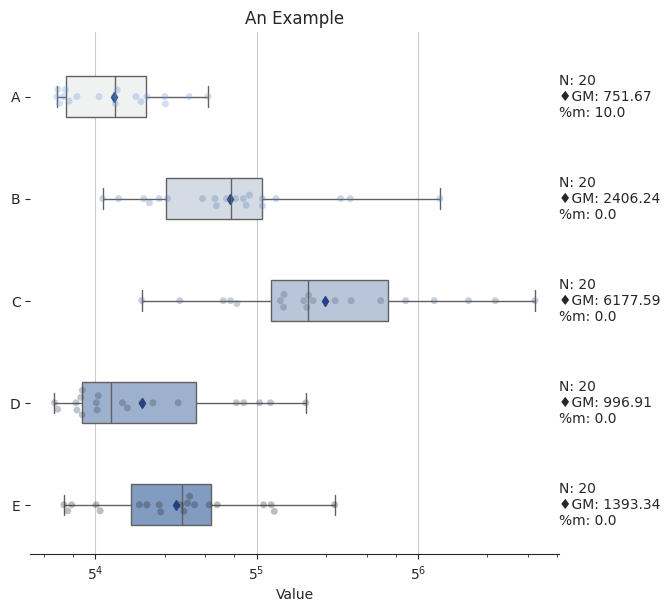 An Example
A
N: 20
♦GM: 751.67
%m: 10.0
B
N: 20
♦GM: 2406.24
%m: 0.0
C
N: 20
♦GM: 6177.59
%m: 0.0
D
N: 20
♦GM: 996.91
%m: 0.0
E
N: 20
♦GM: 1393.34
%m: 0.0
5⁴ 5⁵ 5⁶
Value